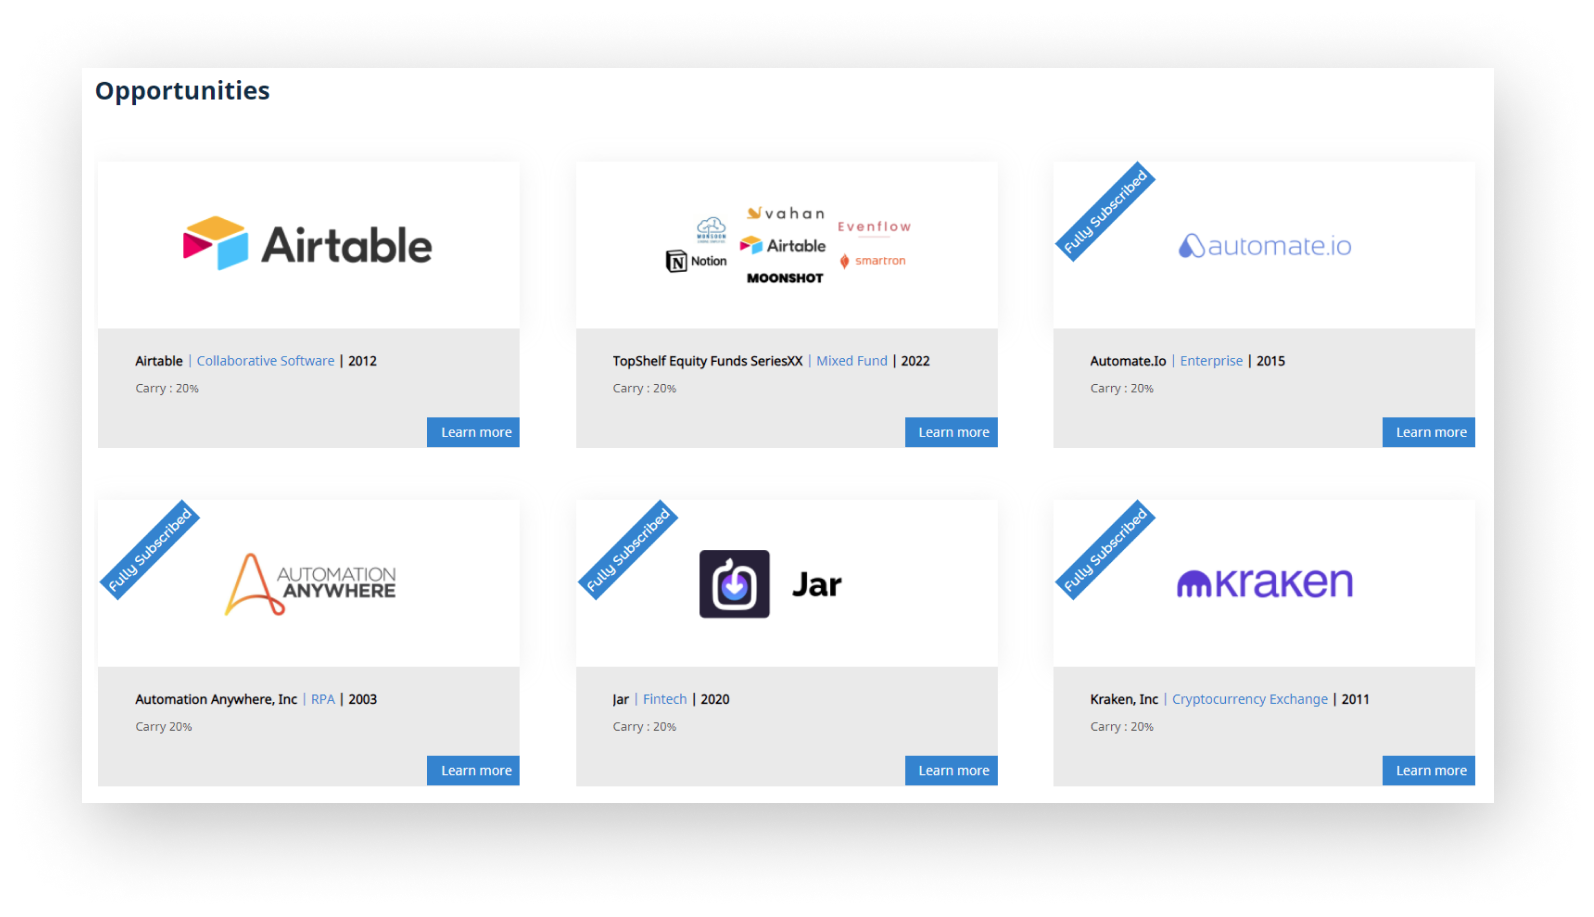 Opportunities
Airtable
vahan
MONSOON
Evenflow
Airtable
Notion
smartron
MOONSHOT
Fully Subscribed
automate.io
Airtable | Collaborative Software | 2012
Carry : 20%
Learn more
TopShelf Equity Funds SeriesXX | Mixed Fund | 2022
Carry : 20%
Learn more
Automate.Io | Enterprise | 2015
Carry : 20%
Learn more
Fully Subscribed
AUTOMATION
ANYWHERE
Fully Subscribed
Jar
Fully Subscribed
kraken
Automation Anywhere, Inc | RPA | 2003
Carry 20%
Learn more
Jar | Fintech | 2020
Carry : 20%
Learn more
Kraken, Inc | Cryptocurrency Exchange | 2011
Carry : 20%
Learn more